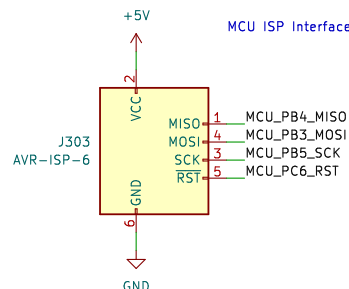 +5V
MCU ISP Interface
2
VCC
MISO 1 MCU_PB4_MISO
J303 MOSI 4 MCU_PB3_MOSI
AVR-ISP-6 SCK 3 MCU_PB5_SCK
RST 5 MCU_PC6_RST
GND
6
GND